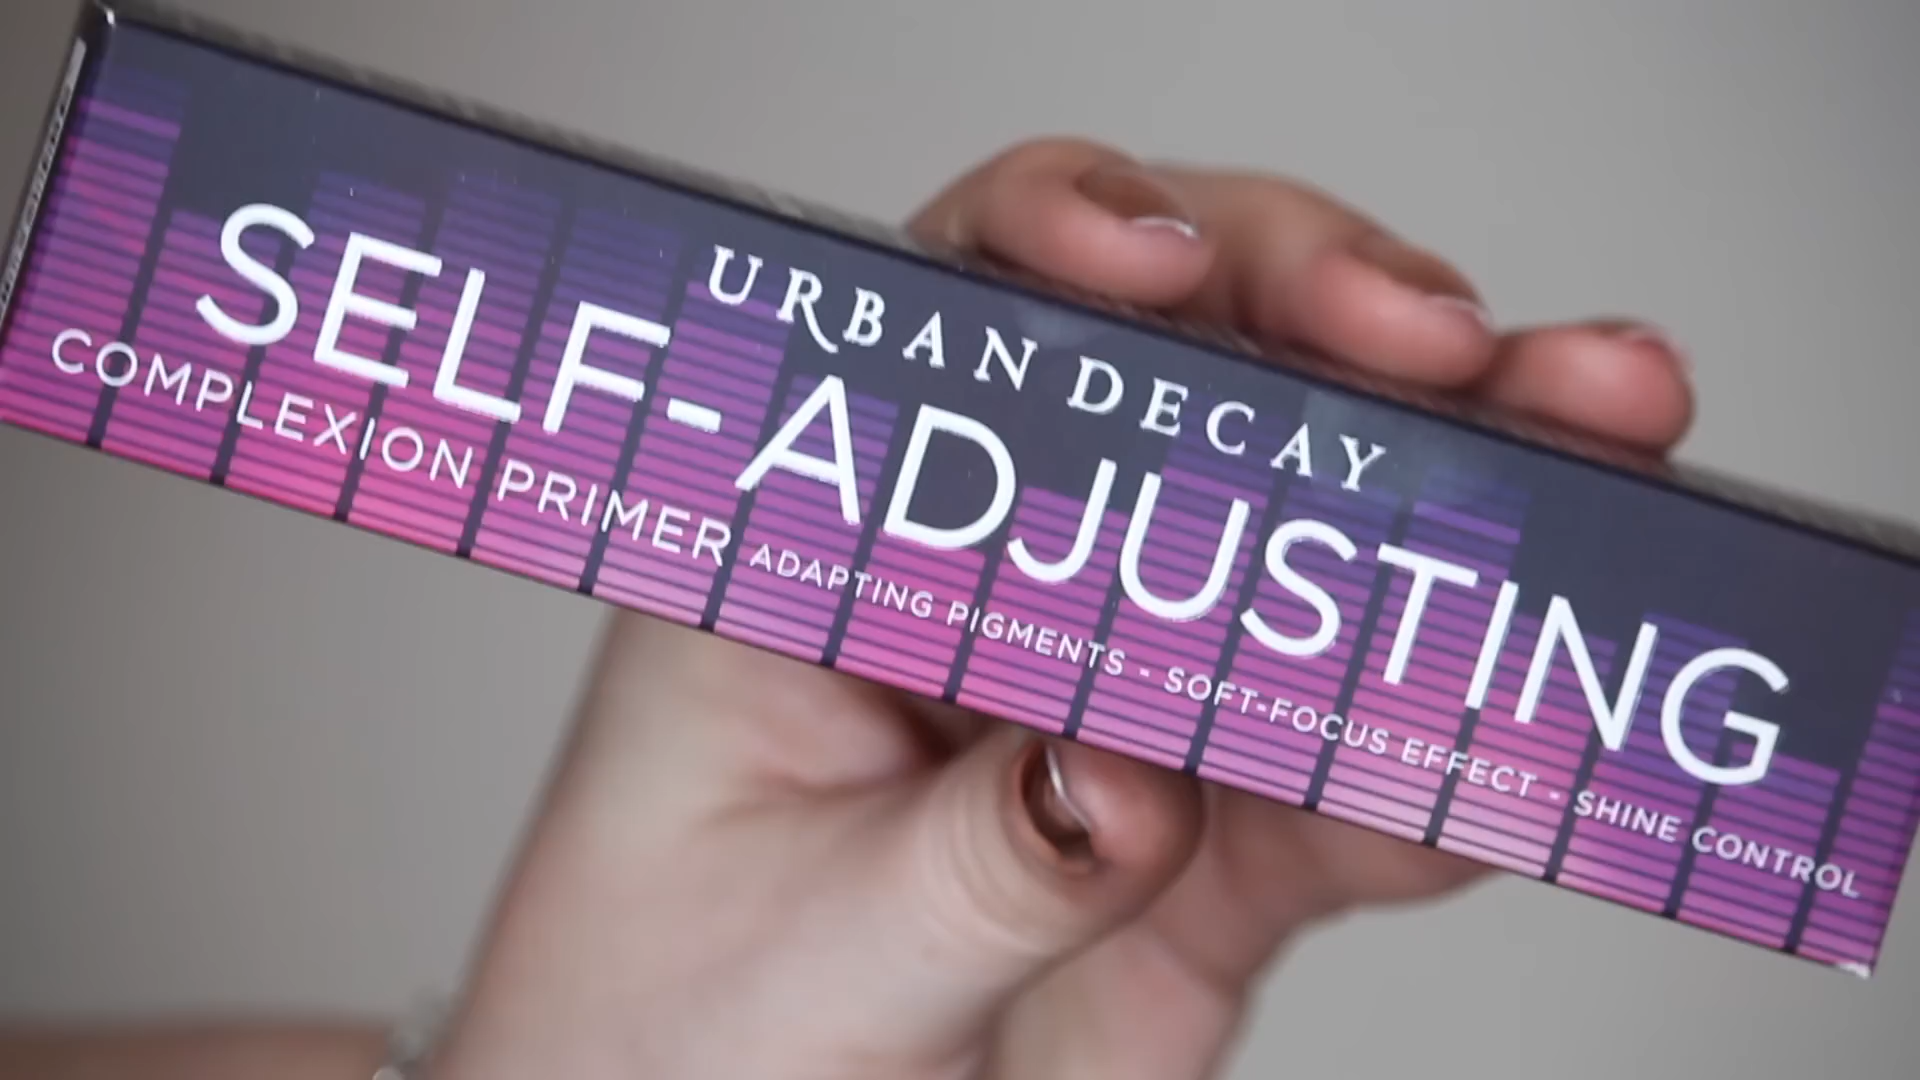 URBAN DECAY
SELF-ADJUSTING
COMPLEXION PRIMER ADAPTING PIGMENTS - SOFT-FOCUS EFFECT - SHINE CONTROL